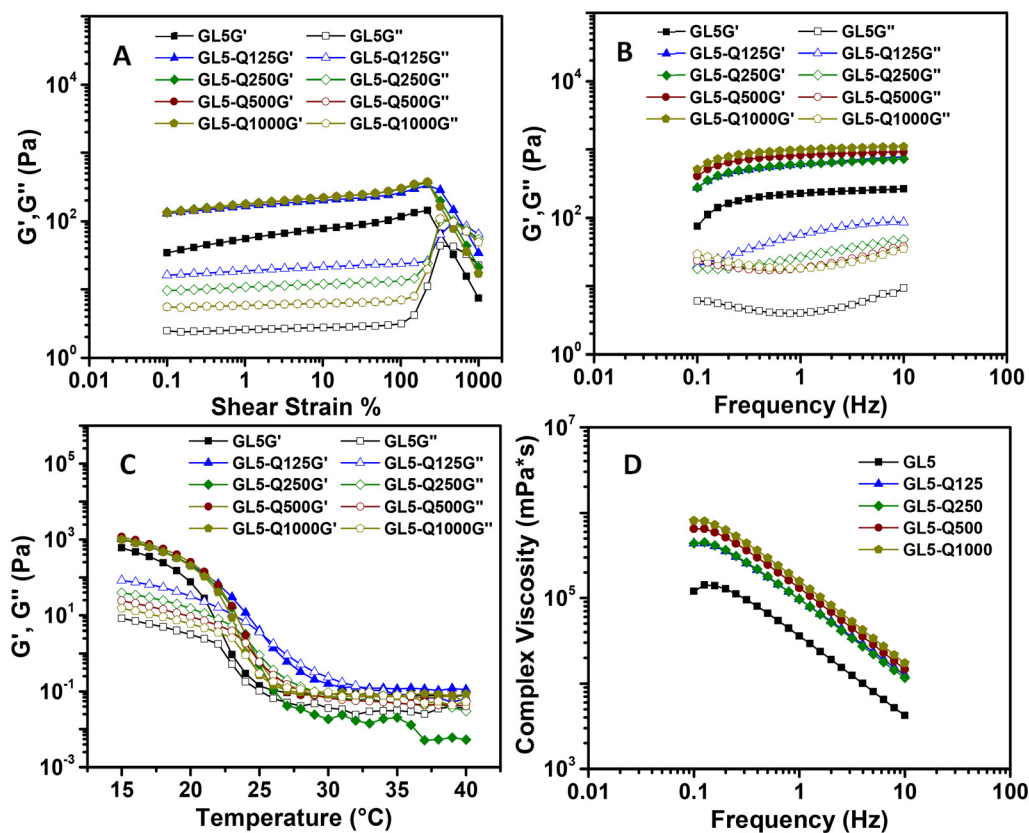 A
GL5G' GL5G''
GL5-Q125G' GL5-Q125G''
GL5-Q250G' GL5-Q250G''
GL5-Q500G' GL5-Q500G''
GL5-Q1000G' GL5-Q1000G''
G',G'' (Pa)
10^4
10^2
10^0
0.01 0.1 1 10 100 1000
Shear Strain %
B
GL5G' GL5G''
GL5-Q125G' GL5-Q125G''
GL5-Q250G' GL5-Q250G''
GL5-Q500G' GL5-Q500G''
GL5-Q1000G' GL5-Q1000G''
G',G'' (Pa)
10^4
10^2
10^0
0.01 0.1 1 10 100
Frequency (Hz)
C
GL5G' GL5G''
GL5-Q125G' GL5-Q125G''
GL5-Q250G' GL5-Q250G''
GL5-Q500G' GL5-Q500G''
GL5-Q1000G' GL5-Q1000G''
G', G'' (Pa)
10^5
10^3
10^1
10^-1
10^-3
15 20 25 30 35 40
Temperature (°C)
D
GL5
GL5-Q125
GL5-Q250
GL5-Q500
GL5-Q1000
Complex Viscosity (mPa*s)
10^7
10^5
10^3
0.01 0.1 1 10 100
Frequency (Hz)